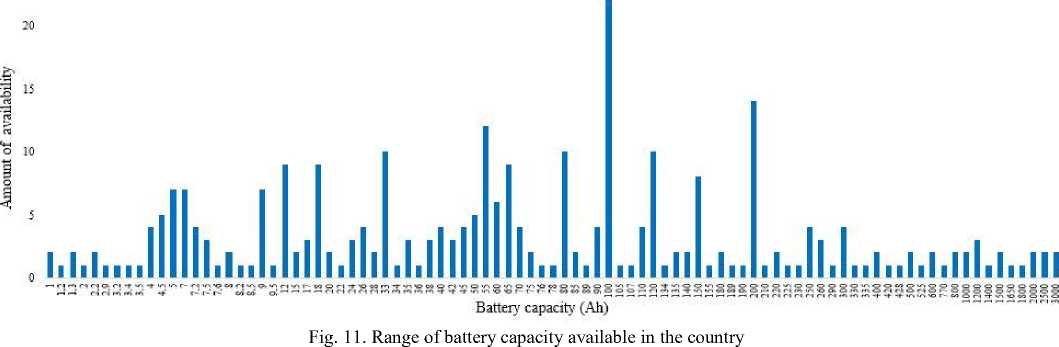 20
15
10
5
0
Amount of availability
1 1.2 1.3 2 2.2 2.9 3.2 3.4 3.5 4 4.5 5 7 7.2 7.5 7.6 8 8.2 8.5 9 9.5 12 15 17 18 20 22 24 26 28 33 34 35 36 38 40 42 45 50 55 60 65 70 75 76 78 80 85 89 90 100 105 107 110 120 134 135 140 150 155 180 189 190 200 210 220 225 230 250 260 290 300 330 335 400 420 428 500 525 600 770 800 1000 1200 1400 1500 1650 1800 2000 2500 3000
Battery capacity (Ah)
Fig. 11. Range of battery capacity available in the country